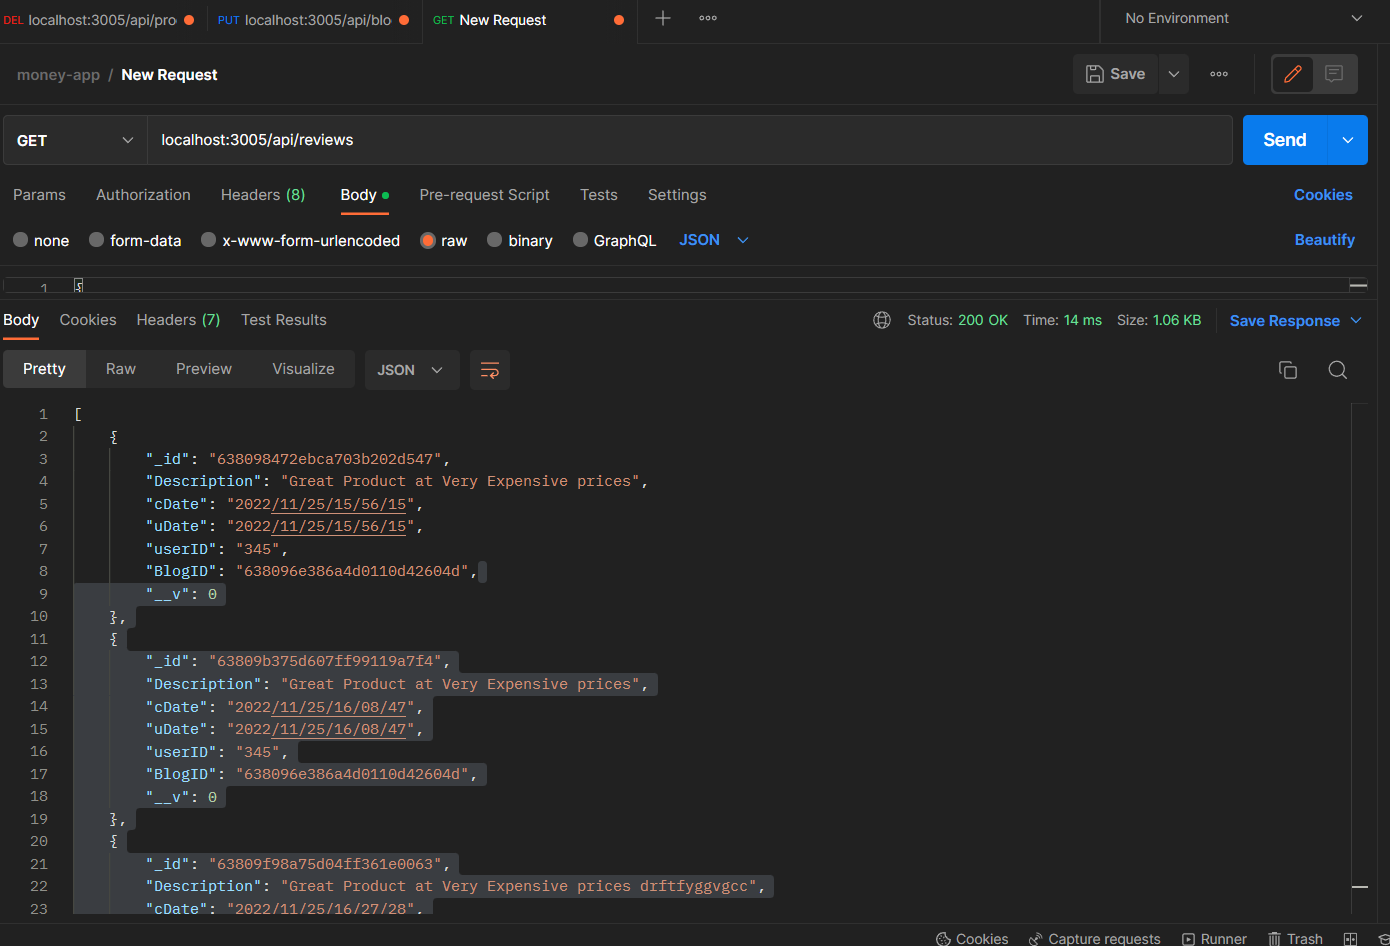 DEL localhost:3005/api/pro PUT localhost:3005/api/blo GET New Request No Environment
money-app / New Request Save
GET localhost:3005/api/reviews Send
Params Authorization Headers (8) Body Pre-request Script Tests Settings Cookies
none form-data x-www-form-urlencoded raw binary GraphQL JSON Beautify
1 {
Body Cookies Headers (7) Test Results Status: 200 OK Time: 14 ms Size: 1.06 KB Save Response
Pretty Raw Preview Visualize JSON
1 [
2 {
3 "_id": "638098472ebca703b202d547",
4 "Description": "Great Product at Very Expensive prices",
5 "cDate": "2022/11/25/15/56/15",
6 "uDate": "2022/11/25/15/56/15",
7 "userID": "345",
8 "BlogID": "638096e386a4d0110d42604d",
9 "__v": 0
10 },
11 {
12 "_id": "63809b375d607ff99119a7f4",
13 "Description": "Great Product at Very Expensive prices",
14 "cDate": "2022/11/25/16/08/47",
15 "uDate": "2022/11/25/16/08/47",
16 "userID": "345",
17 "BlogID": "638096e386a4d0110d42604d",
18 "__v": 0
19 },
20 {
21 "_id": "63809f98a75d04ff361e0063",
22 "Description": "Great Product at Very Expensive prices drftfyggvgcc",
23 "cDate": "2022/11/25/16/27/28",
Cookies Capture requests Runner Trash